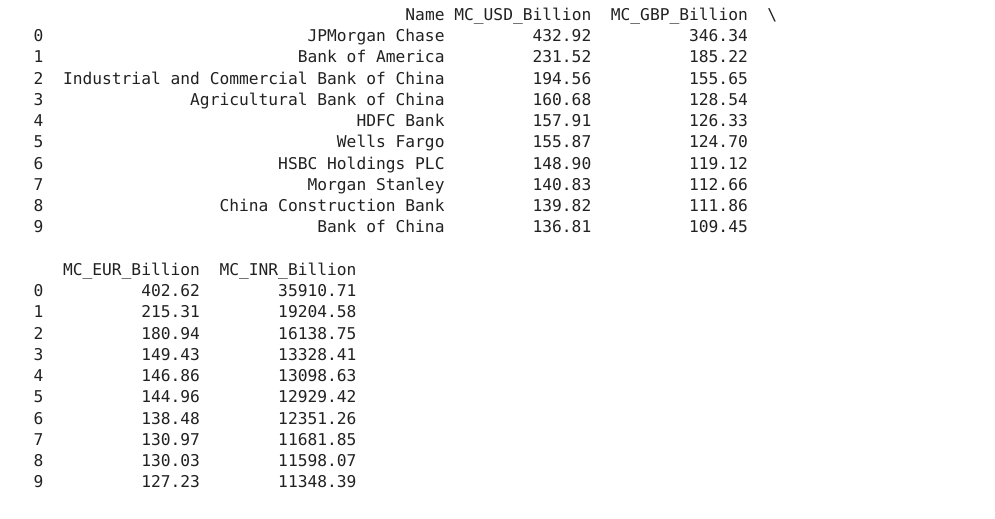 Name MC_USD_Billion MC_GBP_Billion \
0 JPMorgan Chase 432.92 346.34
1 Bank of America 231.52 185.22
2 Industrial and Commercial Bank of China 194.56 155.65
3 Agricultural Bank of China 160.68 128.54
4 HDFC Bank 157.91 126.33
5 Wells Fargo 155.87 124.70
6 HSBC Holdings PLC 148.90 119.12
7 Morgan Stanley 140.83 112.66
8 China Construction Bank 139.82 111.86
9 Bank of China 136.81 109.45
MC_EUR_Billion MC_INR_Billion
0 402.62 35910.71
1 215.31 19204.58
2 180.94 16138.75
3 149.43 13328.41
4 146.86 13098.63
5 144.96 12929.42
6 138.48 12351.26
7 130.97 11681.85
8 130.03 11598.07
9 127.23 11348.39